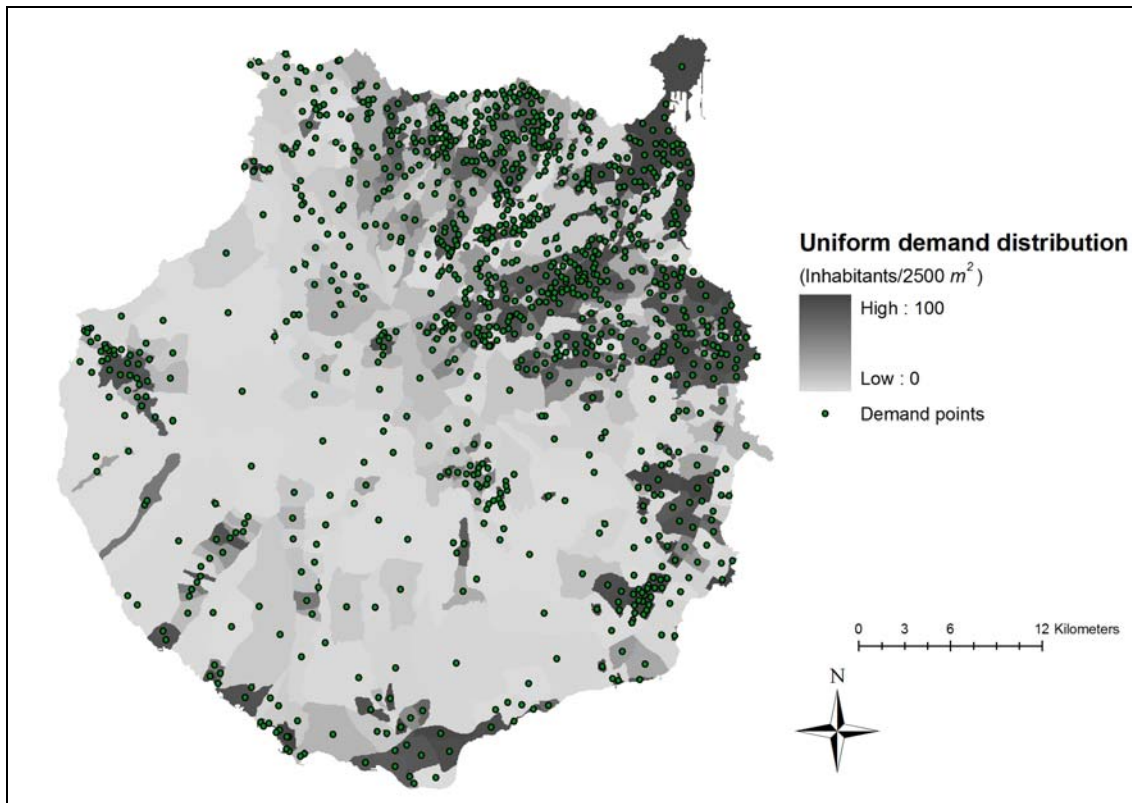 Uniform demand distribution
(Inhabitants/2500 m²)
High : 100
Low : 0
Demand points
0 3 6 12 Kilometers
N